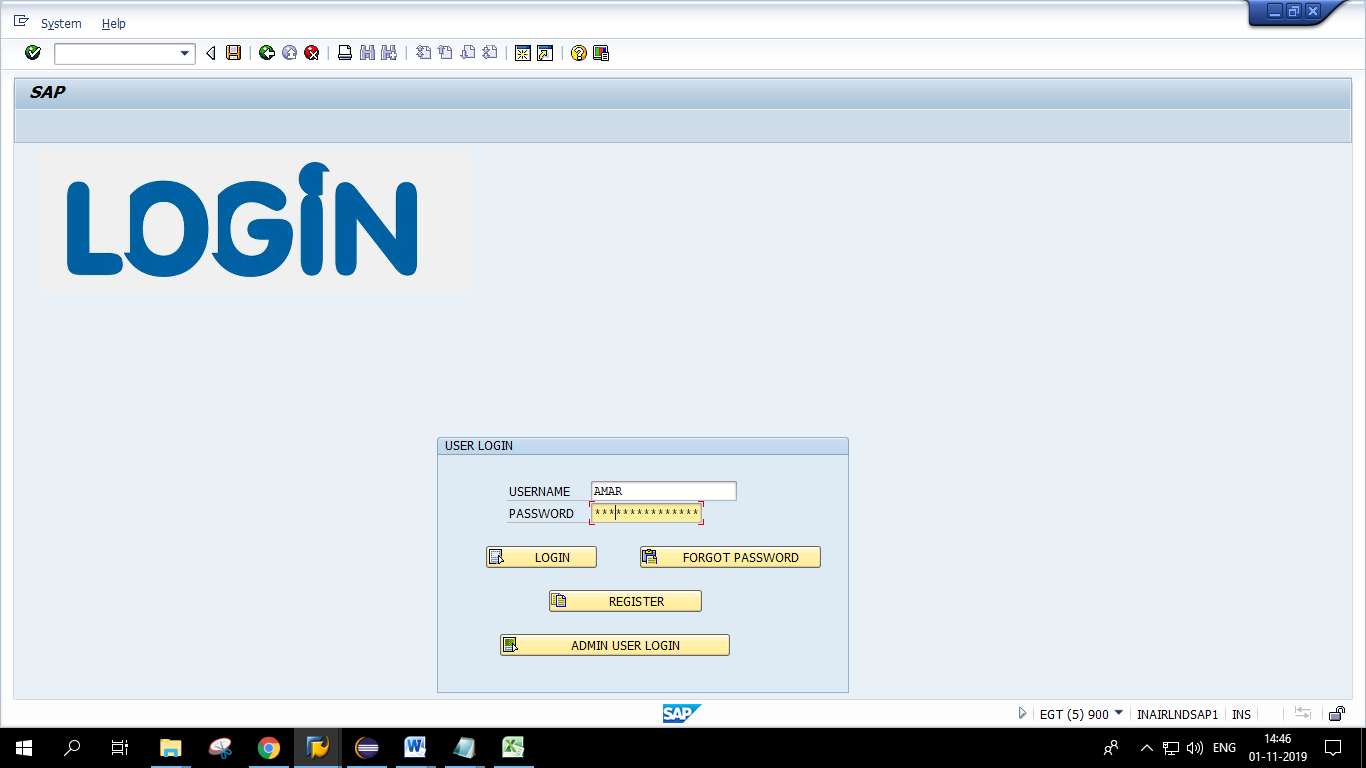 System Help
SAP
LOGIN
USER LOGIN
USERNAME AMAR
PASSWORD ***************
LOGIN FORGOT PASSWORD
REGISTER
ADMIN USER LOGIN
SAP EGT (5) 900 INAIRLNDSAP1 INS
ENG 14:46
01-11-2019